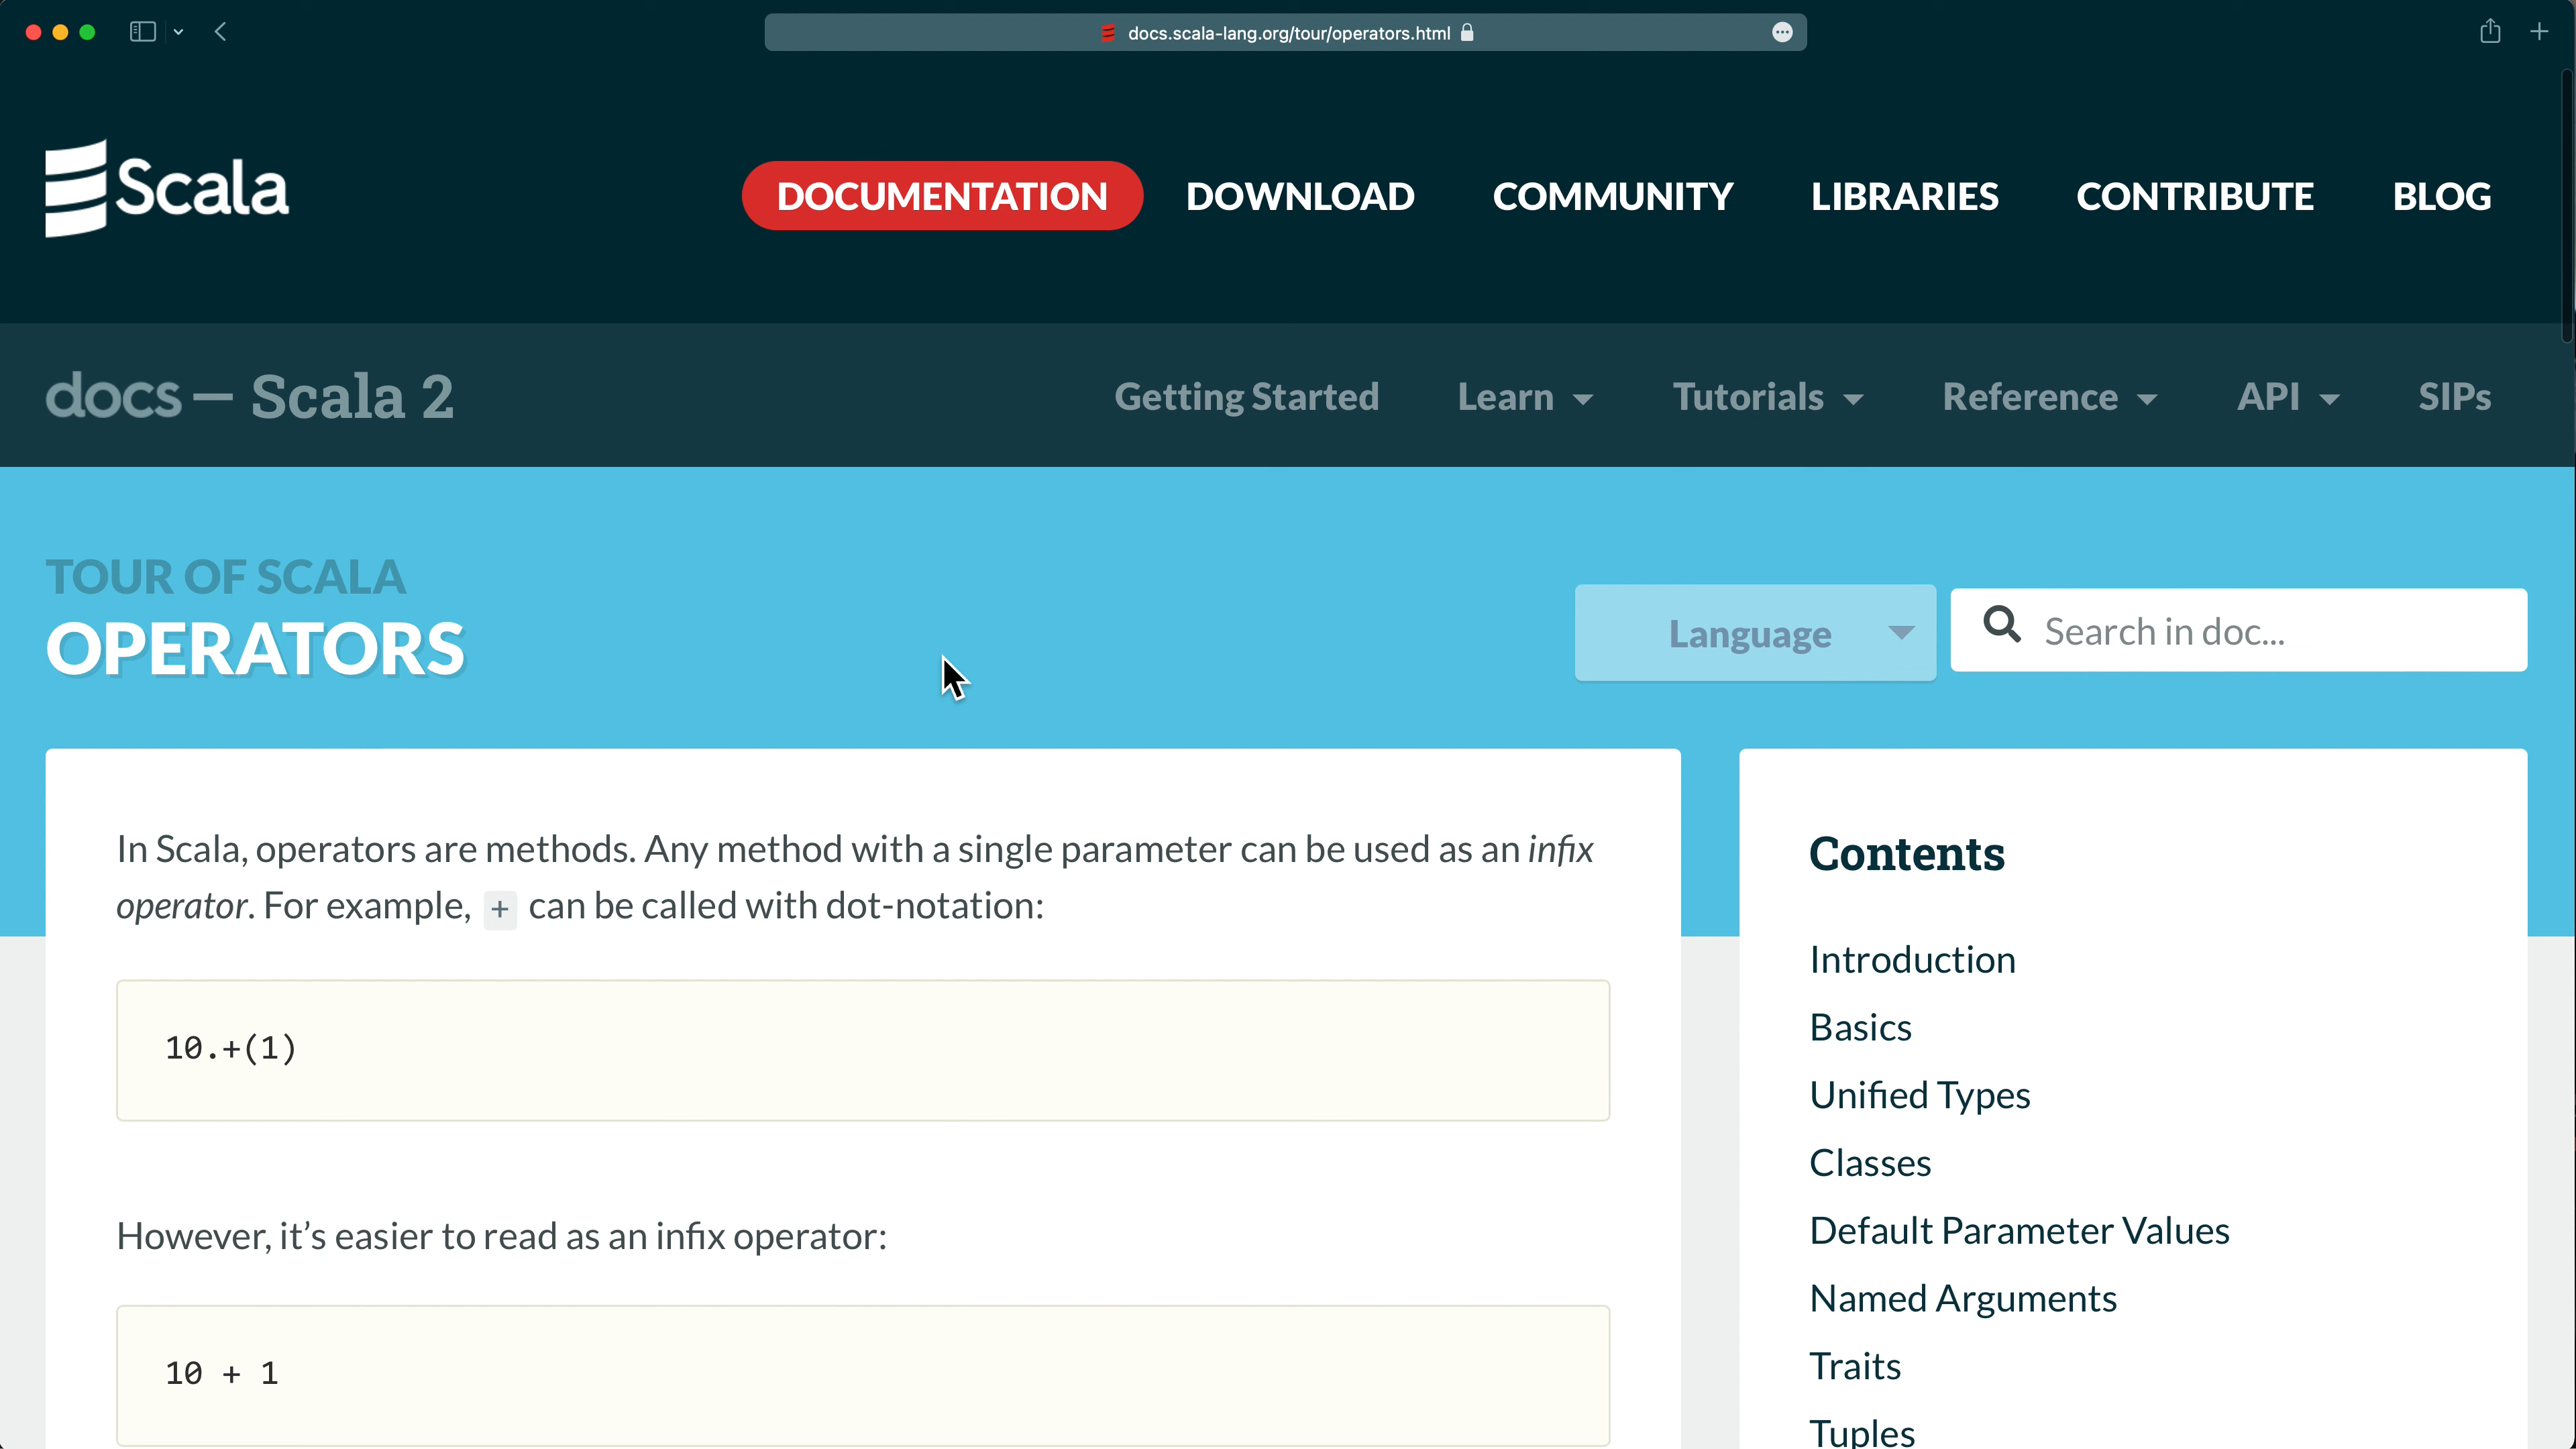 docs.scala-lang.org/tour/operators.html
Scala
DOCUMENTATION DOWNLOAD COMMUNITY LIBRARIES CONTRIBUTE BLOG
docs — Scala 2
Getting Started Learn Tutorials Reference API SIPs
TOUR OF SCALA
OPERATORS
Language
Search in doc...
In Scala, operators are methods. Any method with a single parameter can be used as an infix
operator. For example, + can be called with dot-notation:
10.+(1)
However, it’s easier to read as an infix operator:
10 + 1
Contents
Introduction
Basics
Unified Types
Classes
Default Parameter Values
Named Arguments
Traits
Tuples